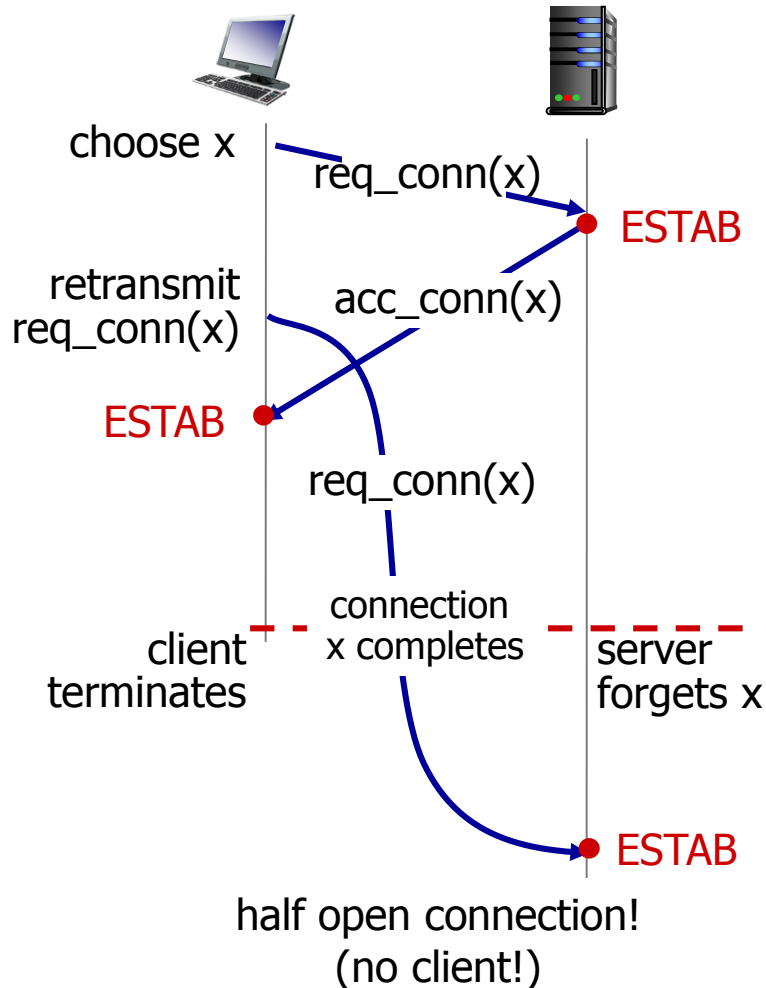 choose x
req_conn(x)
ESTAB
retransmit
req_conn(x)
acc_conn(x)
ESTAB
req_conn(x)
connection
x completes
client
terminates
server
forgets x
ESTAB
half open connection!
(no client!)